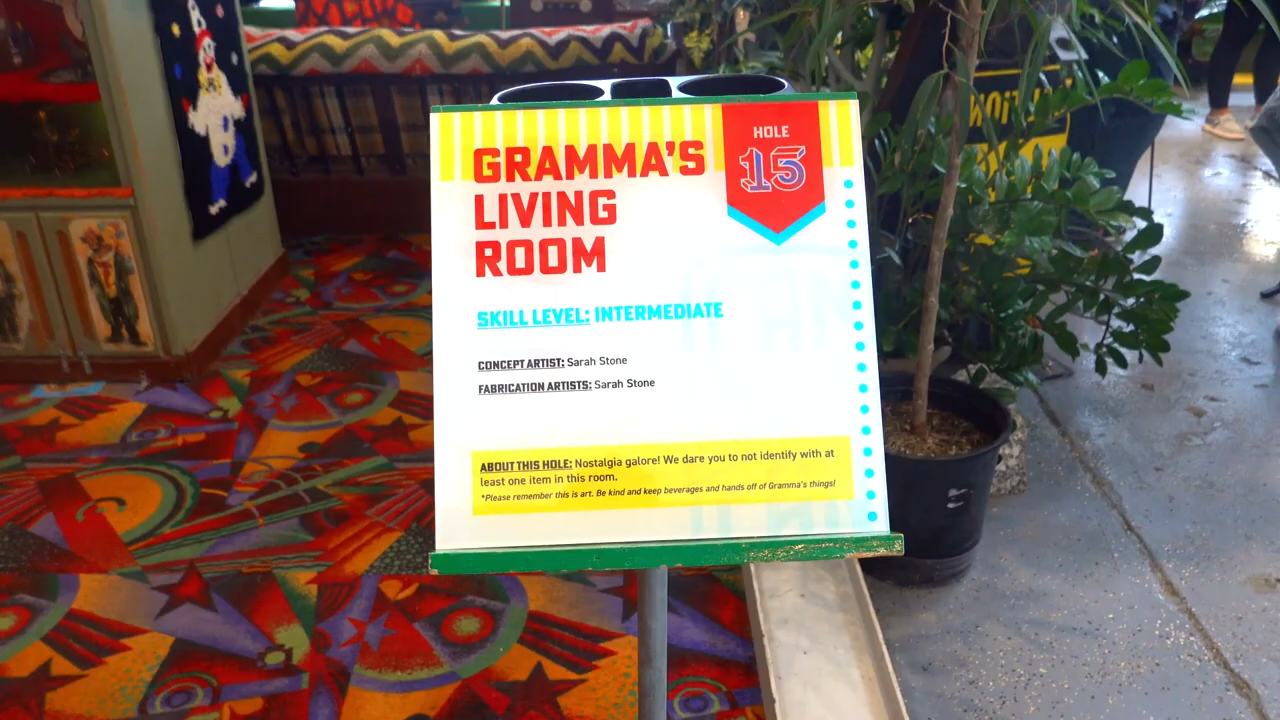 HOLE
15
GRAMMA'S
LIVING
ROOM
SKILL LEVEL: INTERMEDIATE
CONCEPT ARTIST: Sarah Stone
FABRICATION ARTISTS: Sarah Stone
ABOUT THIS HOLE: Nostalgia galore! We dare you to not identify with at
least one item in this room.
*Please remember this is art. Be kind and keep beverages and hands off of Gramma's things!